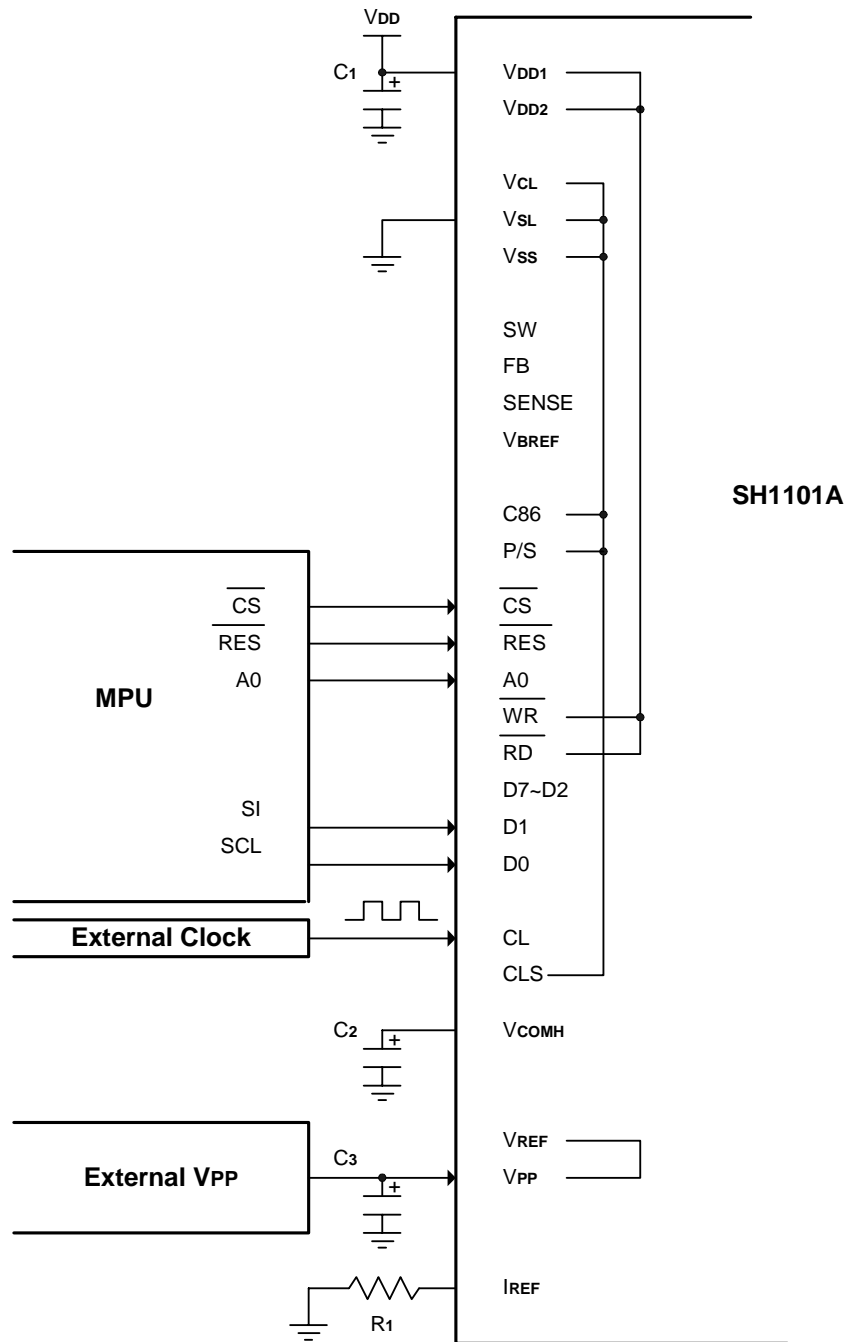 VDD
C1
+
VDD1
VDD2
VCL
VSL
VSS
SW
FB
SENSE
VBREF
SH1101A
C86
P/S
MPU
CS
RES
A0
SI
SCL
CS
RES
A0
WR
RD
D7~D2
D1
D0
External Clock
CL
CLS
C2
+
VCOMH
External VPP
C3
+
VREF
VPP
IREF
R1